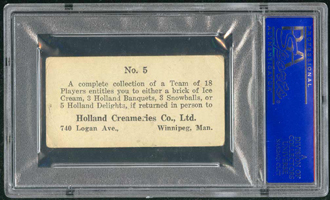 No. 5
A complete collection of a Team of 18
Players entitles you to either a brick of Ice
Cream, 3 Holland Banquets, 3 Snowballs, or
5 Holland Delights, if returned in person to
Holland Creameries Co., Ltd.
740 Logan Ave., Winnipeg, Man.
PSA